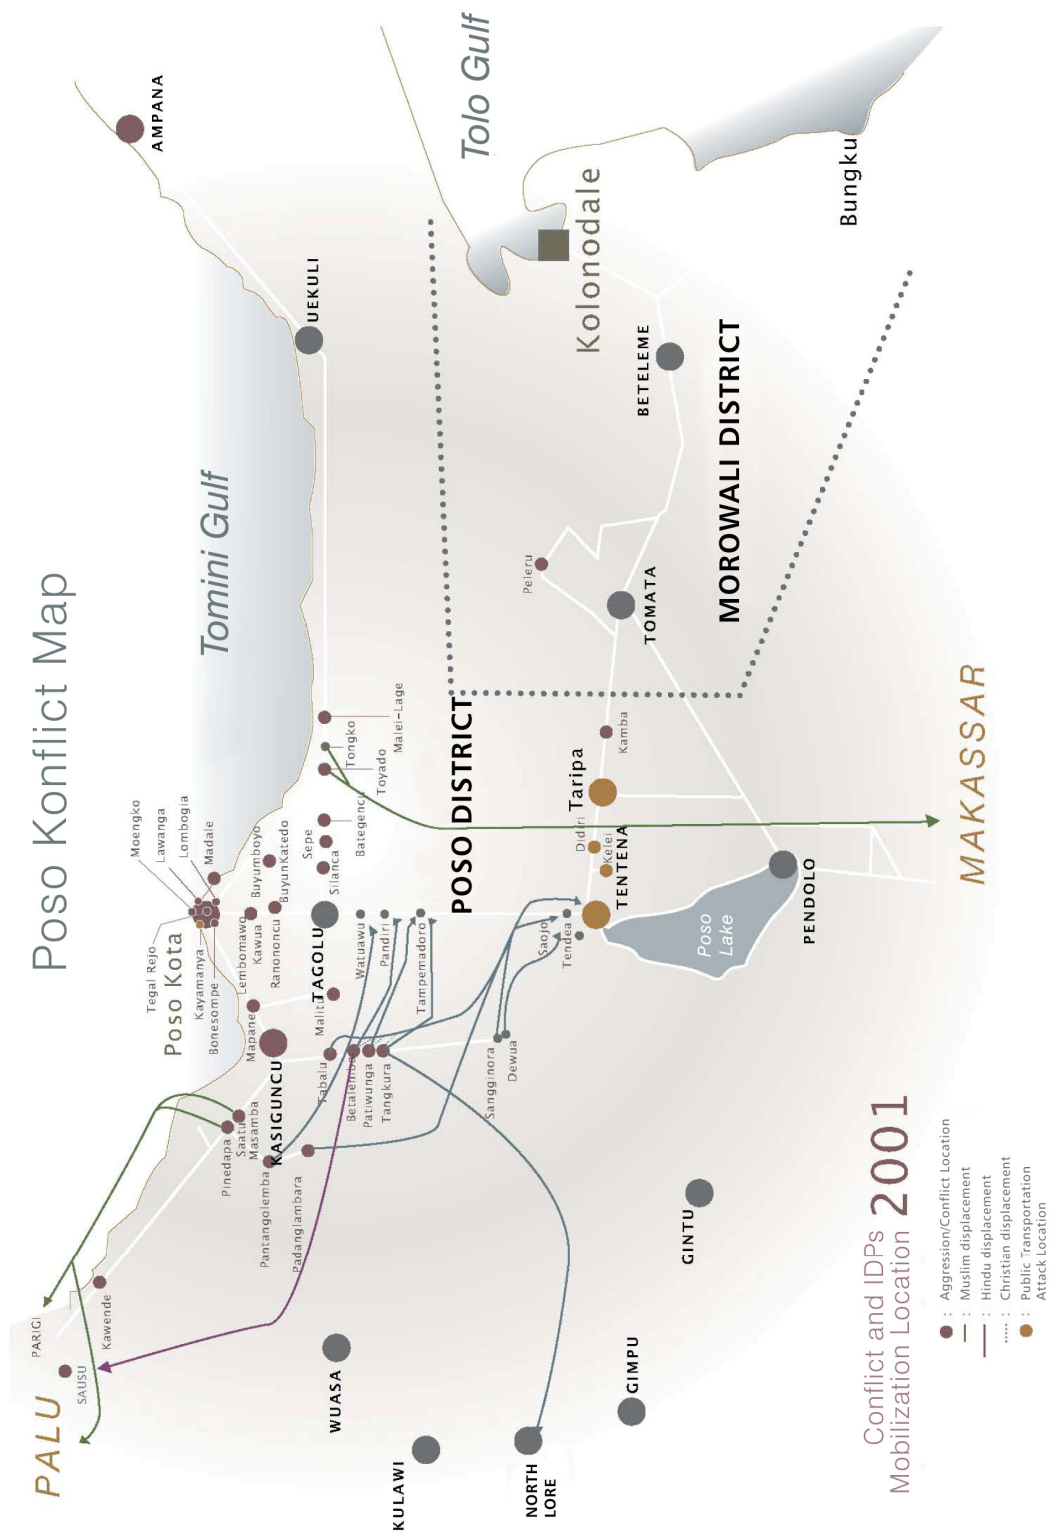 Poso Konflict Map
AMPANA
Tolo Gulf
Bungku
Kolonodale
UEKULI
BETELEME
MOROWALI DISTRICT
Tomini Gulf
Peleru
TOMATA
Malei-Lage
Tongko
Toyado
POSO DISTRICT
Kamba
Taripa
MAKASSAR
Moengko
Lawanga
Lombogia
Madale
Buyumboyo
BuyunKatedo
Sepe
Bategencu
Silanca
Didiri
Kelei
TENTENA
PENDOLO
Poso
Lake
Tegal Rejo
Poso Kota
Kayamanya
Bonesompe
Lembomawo
Kawua
Ranononcu
TAGOLU
Watuawu
Pandiri
Tampemadoro
Saojo
Tendea
Mapane
Malitu
KASIGUNCU
Tabalu
Betalemba
Patiwunga
Tangkura
Sangginora
Dewua
Pinedapa
Saatu
Masamba
Pantangolemba
Padanglambara
GINTU
PARIGI
Kawende
SAUSU
PALU
WUASA
KULAWI
NORTH
LORE
GIMPU
Conflict and IDPs
Mobilization Location 2001
: Aggression/Conflict Location
: Muslim displacement
: Hindu displacement
: Christian displacement
: Public Transportation
Attack Location